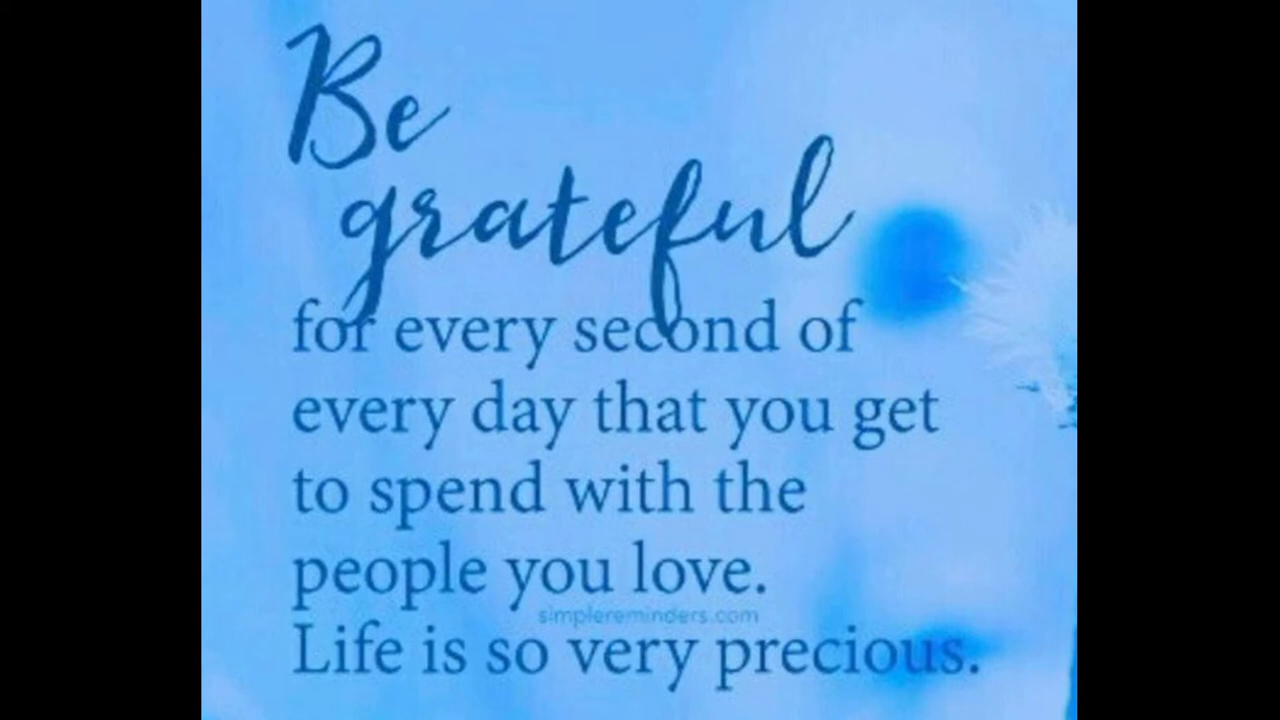 Be
grateful
for every second of
every day that you get
to spend with the
people you love.
simplereminders.com
Life is so very precious.